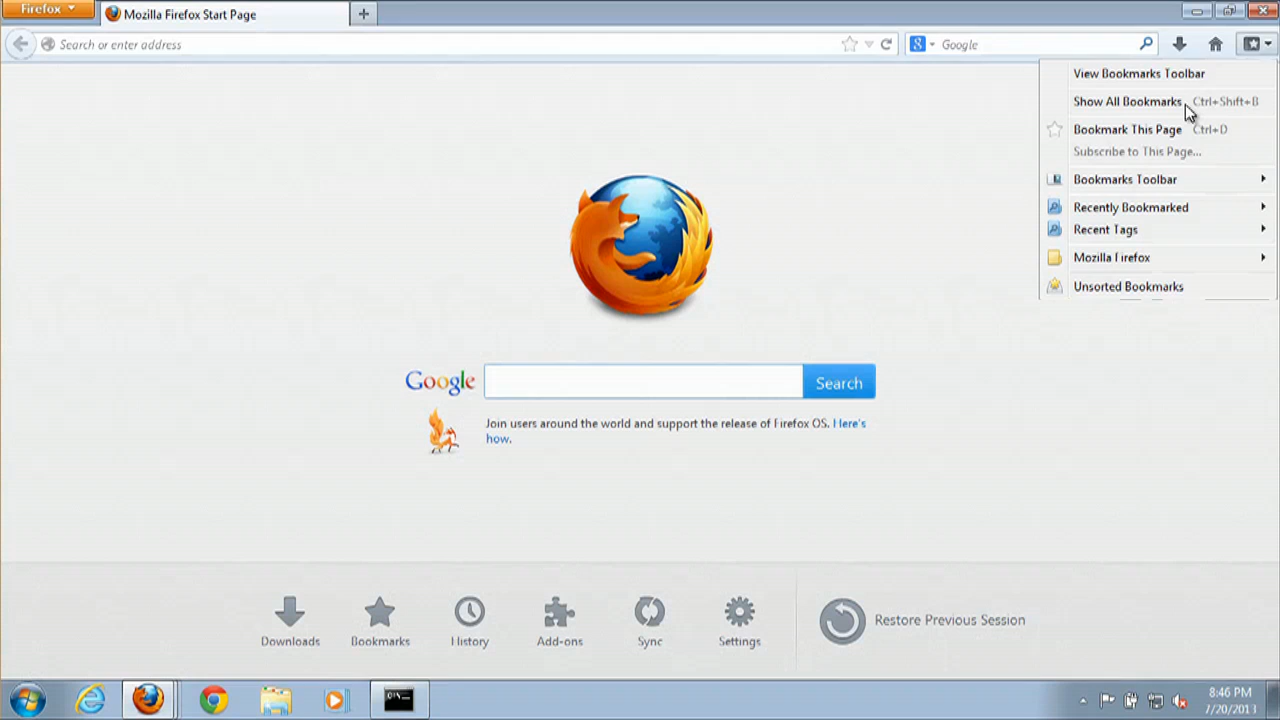 Firefox
Mozilla Firefox Start Page
Search or enter address
Google
View Bookmarks Toolbar
Show All Bookmarks Ctrl+Shift+B
Bookmark This Page Ctrl+D
Subscribe to This Page...
Bookmarks Toolbar
Recently Bookmarked
Recent Tags
Mozilla Firefox
Unsorted Bookmarks
Google
Search
Join users around the world and support the release of Firefox OS. Here's
how.
Downloads
Bookmarks
History
Add-ons
Sync
Settings
Restore Previous Session
8:46 PM
7/20/2013